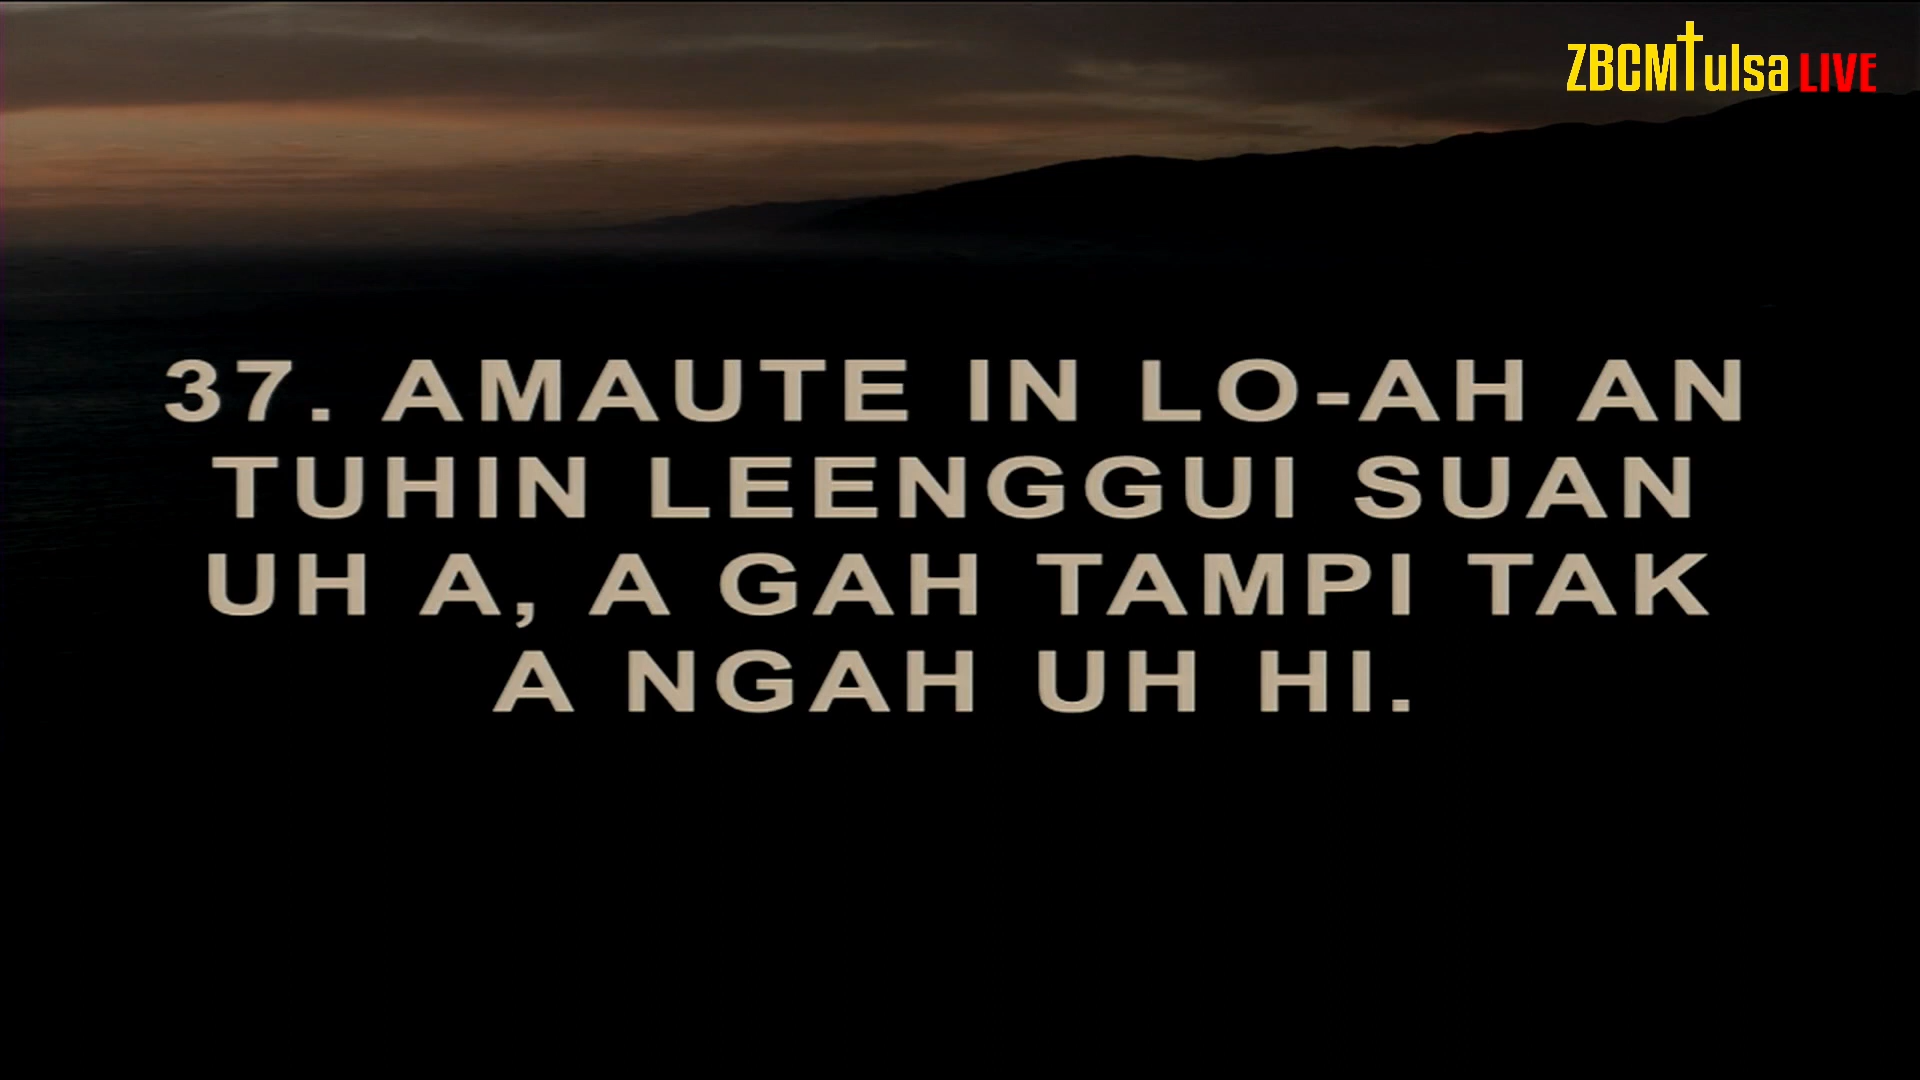 ZBCMTulsa LIVE
37. AMAUTE IN LO-AH AN
TUHIN LEENGGUI SUAN
UH A, A GAH TAMPI TAK
A NGAH UH HI.